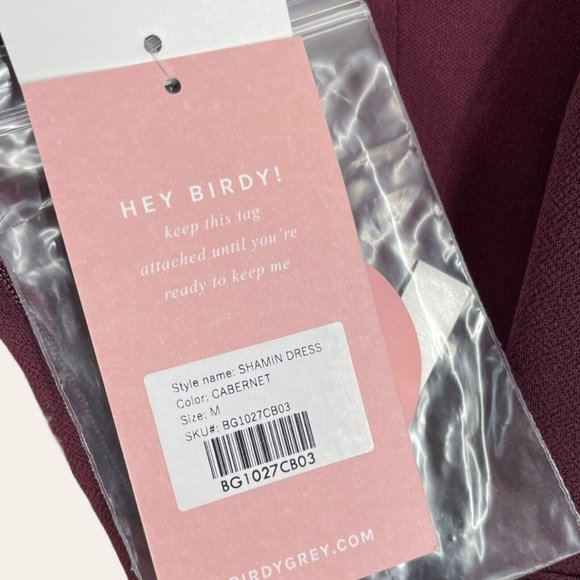 HEY BIRDY!
keep this tag
attached until you're
ready to keep me
Style name: SHAMIN DRESS
Color: CABERNET
Size: M
SKU#: BG1027CB03
BG1027CB03
BIRDYGREY.COM